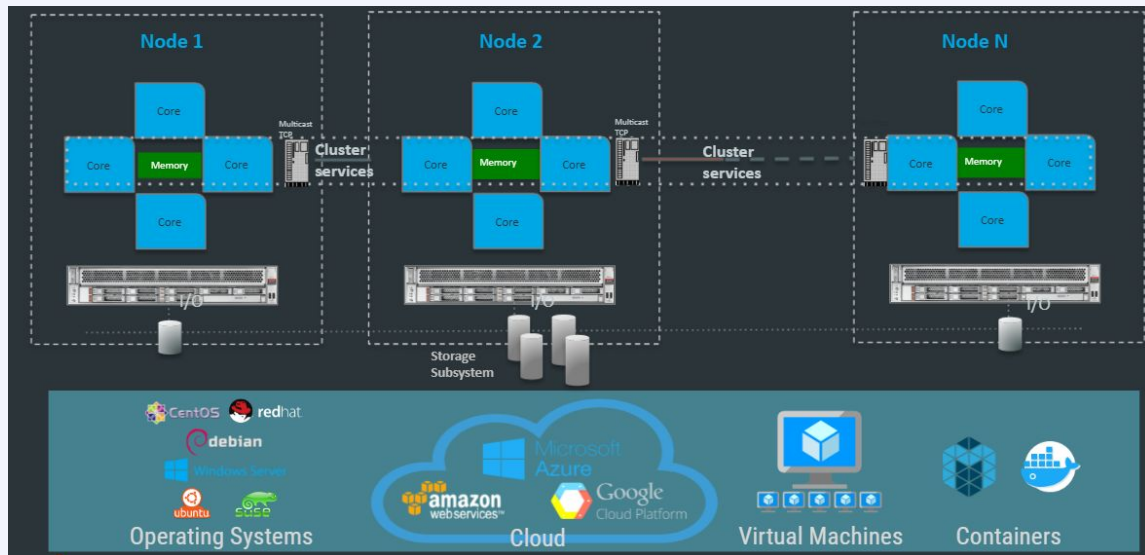 Node 1
Node 2
Node N
Core
Core
Core
Multicast
TCP
Multicast
TCP
Core
Memory
Core
Cluster
services
Core
Memory
Core
Cluster
services
Core
Memory
Core
Core
Core
Core
I/O
I/O
I/O
Storage
Subsystem
CentOS
redhat
debian
Windows Server
ubuntu
SUSE
Operating Systems
Microsoft
Azure
amazon
webservices™
Google
Cloud Platform
Cloud
Virtual Machines
Containers